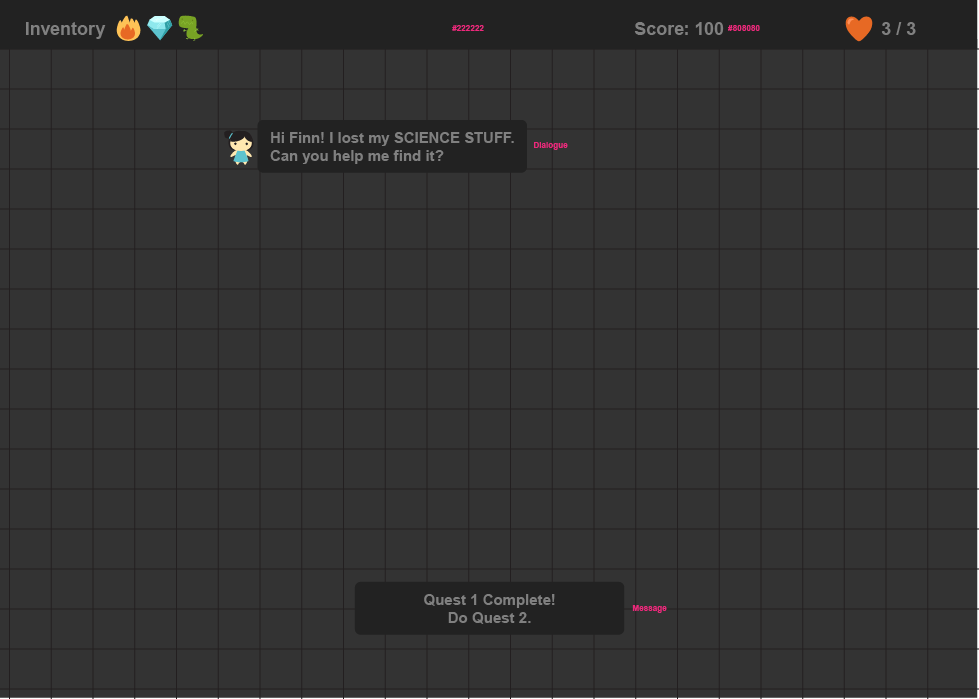 Inventory
#222222
Score: 100 #808080
3 / 3
Hi Finn! I lost my SCIENCE STUFF.
Can you help me find it?
Dialogue
Quest 1 Complete!
Do Quest 2.
Message